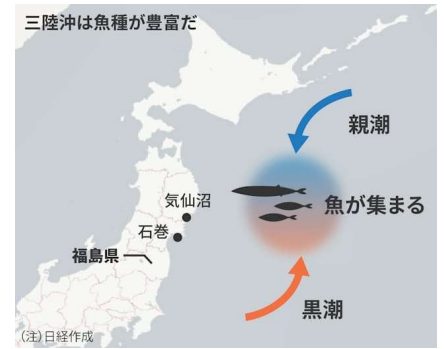 三陸沖は魚種が豊富だ
親潮
気仙沼
魚が集まる
石巻
福島県
黒潮
(注)日経作成